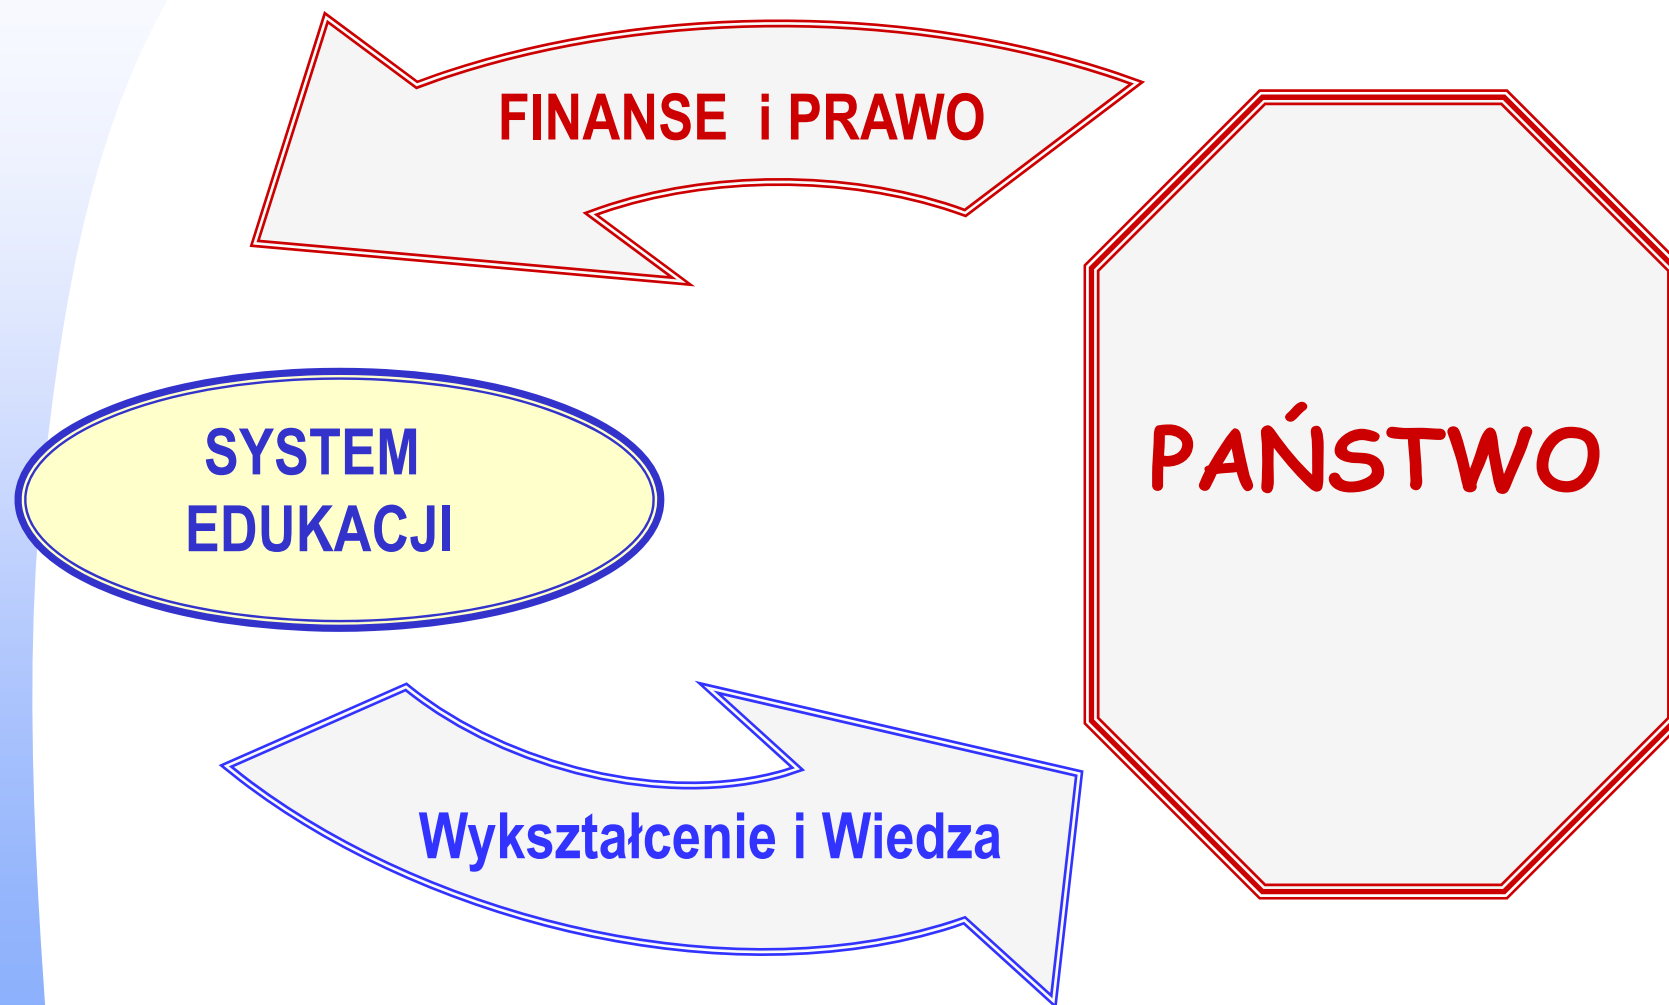 FINANSE i PRAWO
SYSTEM
EDUKACJI
PAŃSTWO
Wykształcenie i Wiedza